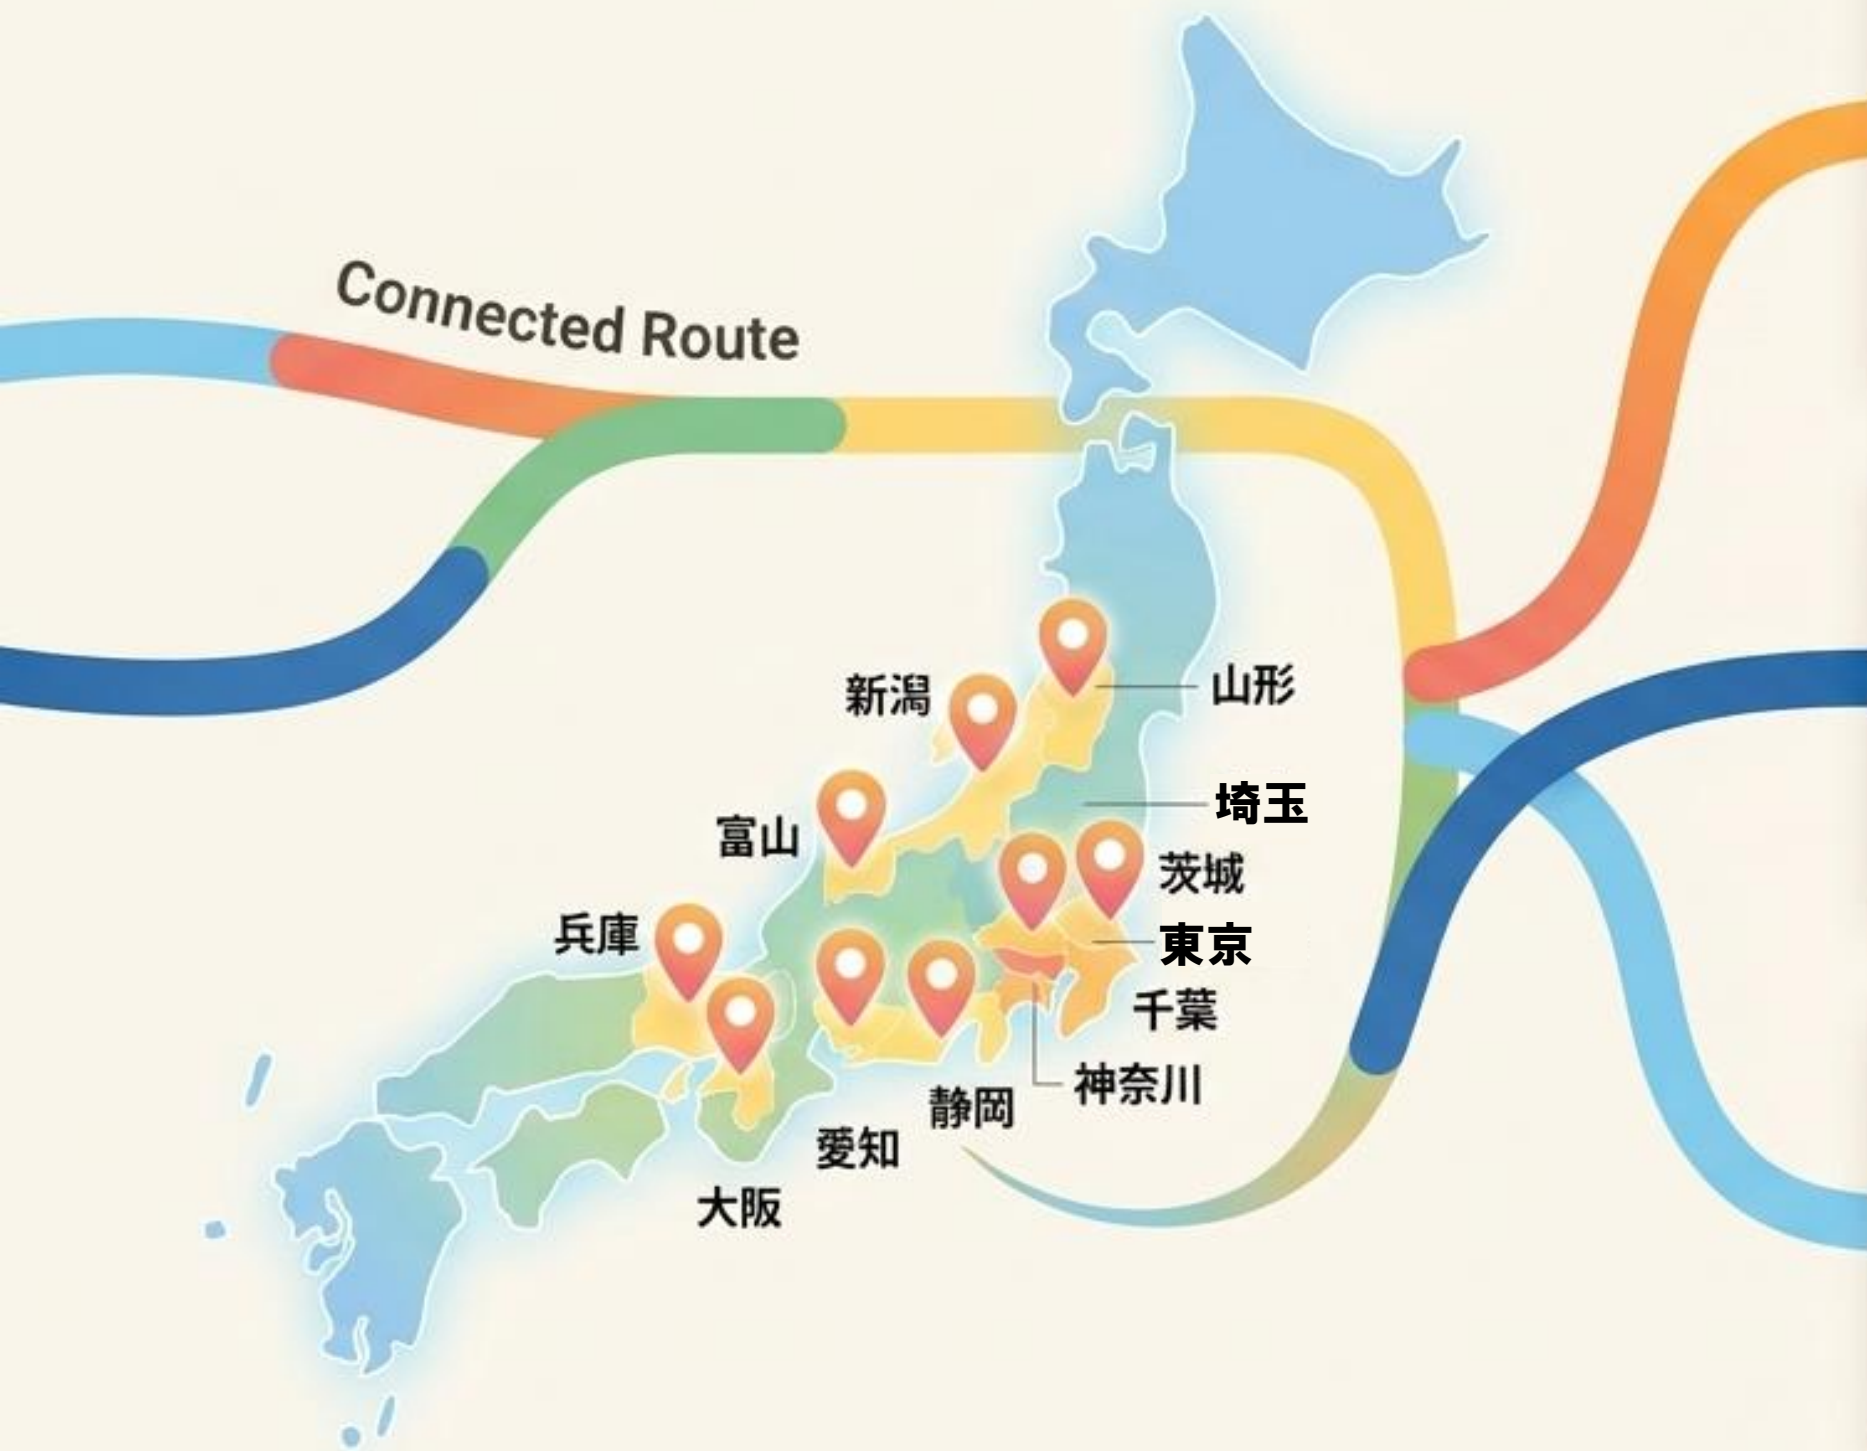 Connected Route
山形
新潟
埼玉
富山
茨城
兵庫
東京
千葉
神奈川
静岡
愛知
大阪